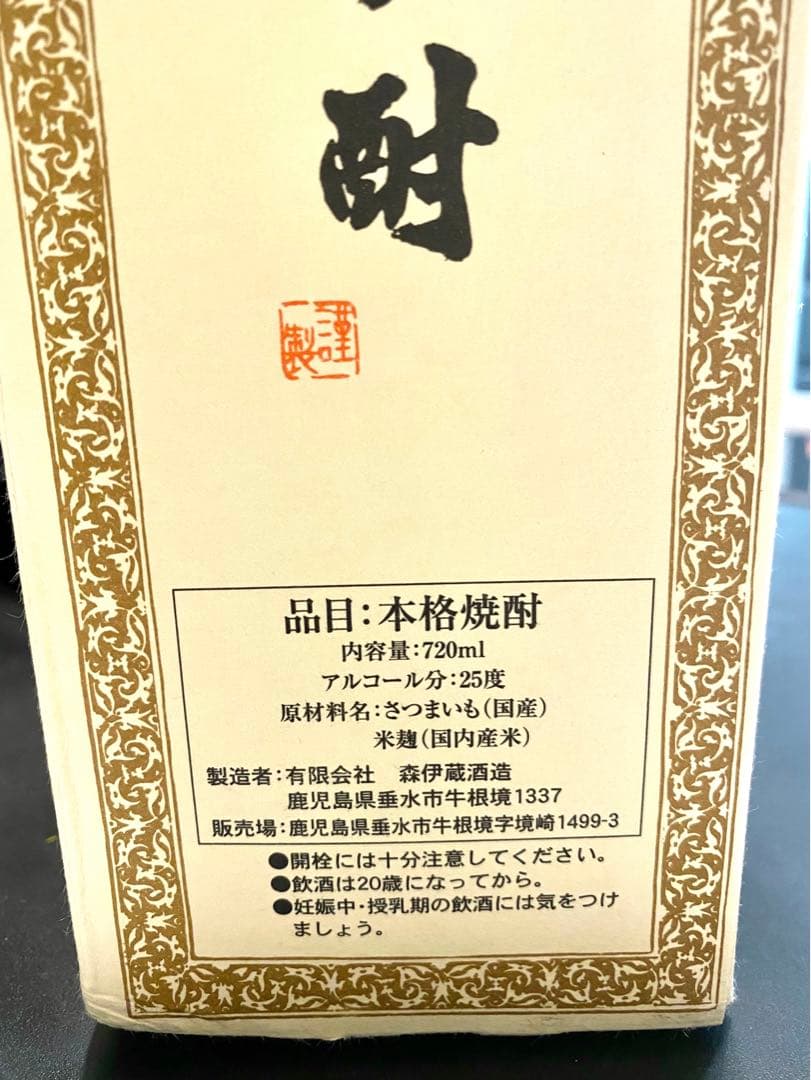 酎
謹製
品目：本格焼酎
内容量：720ml
アルコール分：25度
原材料名：さつまいも（国産）
米麹（国内産米）
製造者：有限会社　森伊蔵酒造
鹿児島県垂水市牛根境1337
販売場：鹿児島県垂水市牛根境字境崎1499-3
●開栓には十分注意してください。
●飲酒は20歳になってから。
●妊娠中・授乳期の飲酒には気をつけ
ましょう。